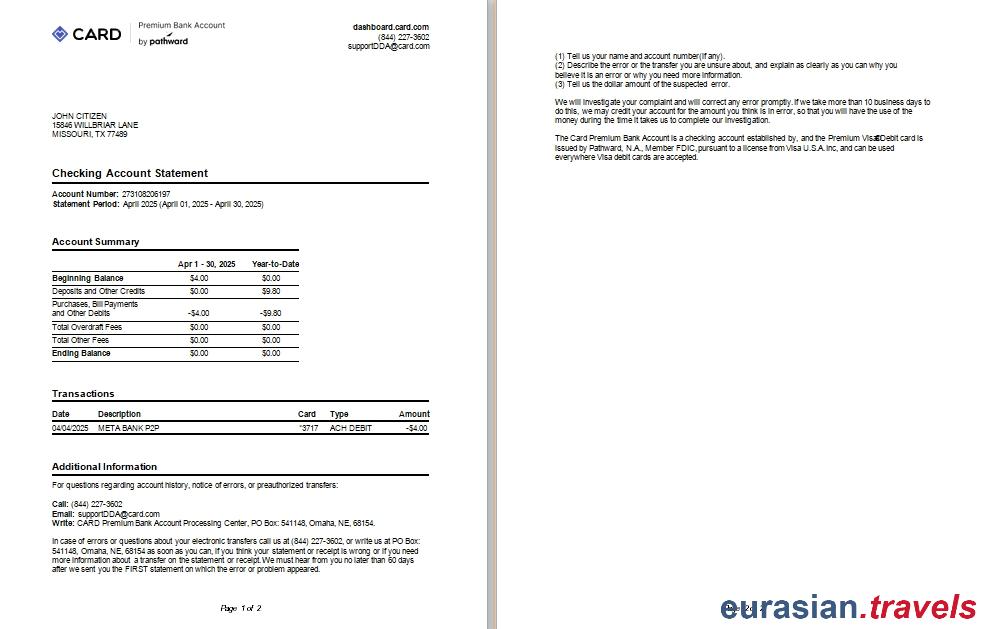 CARD
Premium Bank Account
by pathward
dashboard.card.com
(844) 227-3602
supportDDA@card.com
JOHN CITIZEN
15846 WILLBRIAR LANE
MISSOURI, TX 77489
Checking Account Statement
Account Number: 273108206197
Statement Period: April 2025 (April 01, 2025 - April 30, 2025)
Account Summary
Apr 1 - 30, 2025 Year-to-Date
Beginning Balance $4.00 $0.00
Deposits and Other Credits $0.00 $9.80
Purchases, Bill Payments
and Other Debits -$4.00 -$9.80
Total Overdraft Fees $0.00 $0.00
Total Other Fees $0.00 $0.00
Ending Balance $0.00 $0.00
Transactions
Date Description Card Type Amount
04/04/2025 META BANK P2P *3717 ACH DEBIT -$4.00
Additional Information
For questions regarding account history, notice of errors, or preauthorized transfers:
Call: (844) 227-3602
Email: supportDDA@card.com
Write: CARD Premium Bank Account Processing Center, PO Box: 541148, Omaha, NE, 68154.
In case of errors or questions about your electronic transfers call us at (844) 227-3602, or write us at PO Box:
541148, Omaha, NE, 68154 as soon as you can, if you think your statement or receipt is wrong or if you need
more information about a transfer on the statement or receipt. We must hear from you no later than 60 days
after we sent you the FIRST statement on which the error or problem appeared.
Page 1 of 2
(1) Tell us your name and account number(if any).
(2) Describe the error or the transfer you are unsure about, and explain as clearly as you can why you
believe it is an error or why you need more information.
(3) Tell us the dollar amount of the suspected error.
We will investigate your complaint and will correct any error promptly. If we take more than 10 business days to
do this, we may credit your account for the amount you think is in error, so that you will have the use of the
money during the time it takes us to complete our investigation.
The Card Premium Bank Account is a checking account established by, and the Premium Visa Debit card is
issued by Pathward, N.A., Member FDIC, pursuant to a license from Visa U.S.A. Inc, and can be used
everywhere Visa debit cards are accepted.
eurasian.travels